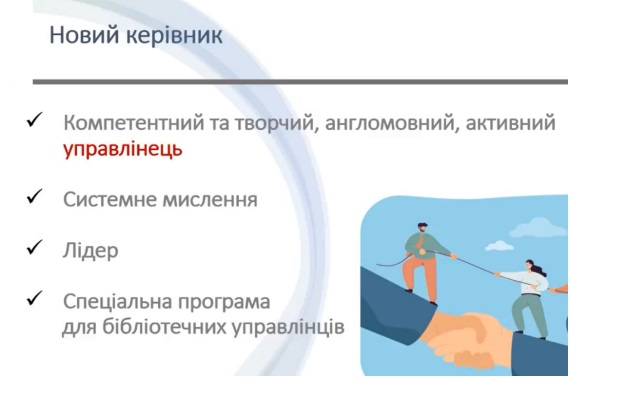 Новий керівник
Компетентний та творчий, англомовний, активний
управлінець
Системне мислення
Лідер
Спеціальна програма
для бібліотечних управлінців